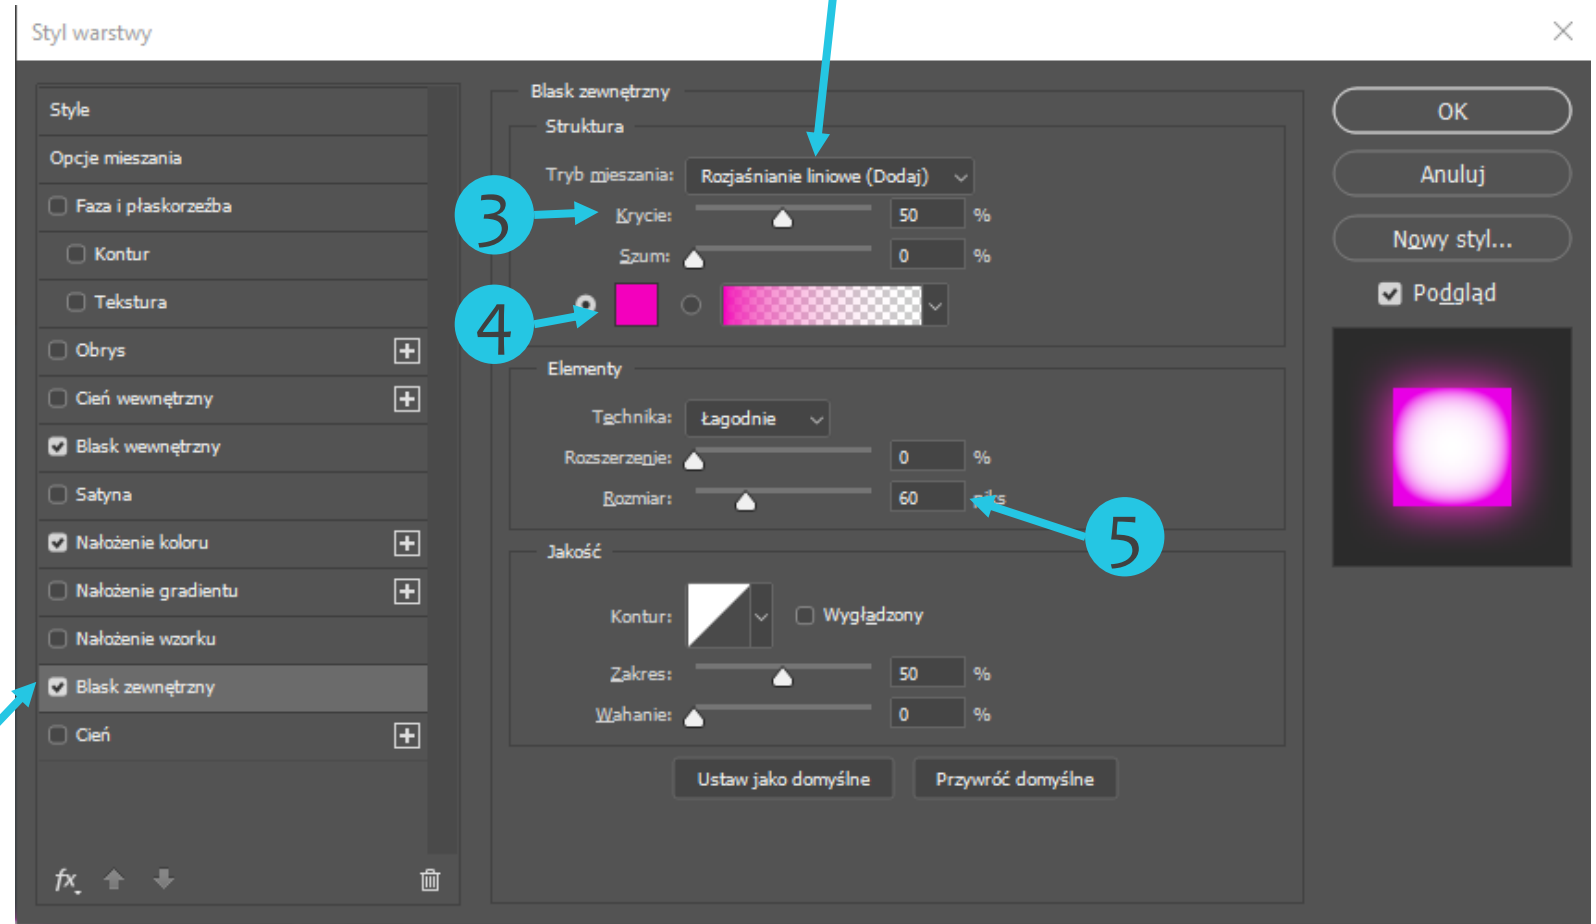 Styl warstwy
Style
Opcje mieszania
Faza i płaskorzeźba
Kontur
Tekstura
Obrys
Cień wewnętrzny
Blask wewnętrzny
Satyna
Nałożenie koloru
Nałożenie gradientu
Nałożenie wzorku
Blask zewnętrzny
Cień
fx
Blask zewnętrzny
Struktura
Tryb mieszania: Rozjaśnianie liniowe (Dodaj)
3 Krycie: 50 %
Szum: 0 %
4
Elementy
Technika: Łagodnie
Rozszerzenie: 0 %
Rozmiar: 60 piks
5
Jakość
Kontur: Wygładzony
Zakres: 50 %
Wahanie: 0 %
Ustaw jako domyślne Przywróć domyślne
OK
Anuluj
Nowy styl...
Podgląd